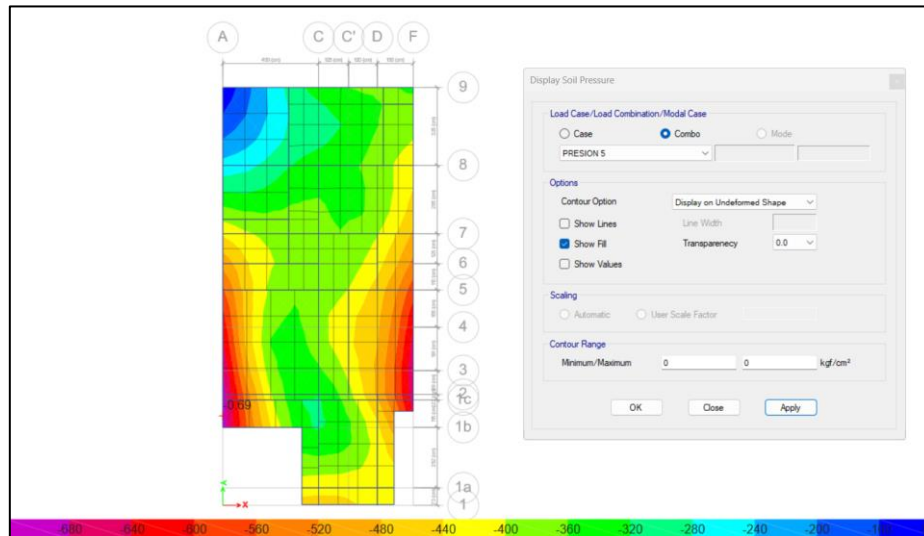 A C C' D F
9
8
7
6
5
4
3
2
1c
1b
1a
1
-0.69
X
Display Soil Pressure
Load Case/Load Combination/Modal Case
Case Combo Mode
PRESION 5
Options
Contour Option Display on Undeformed Shape
Show Lines Line Width
Show Fill Transparenecy 0.0
Show Values
Scaling
Automatic User Scale Factor
Contour Range
Minimum/Maximum 0 0 kgf/cm²
OK Close Apply
-680 -640 -600 -560 -520 -480 -440 -400 -360 -320 -280 -240 -200 -160